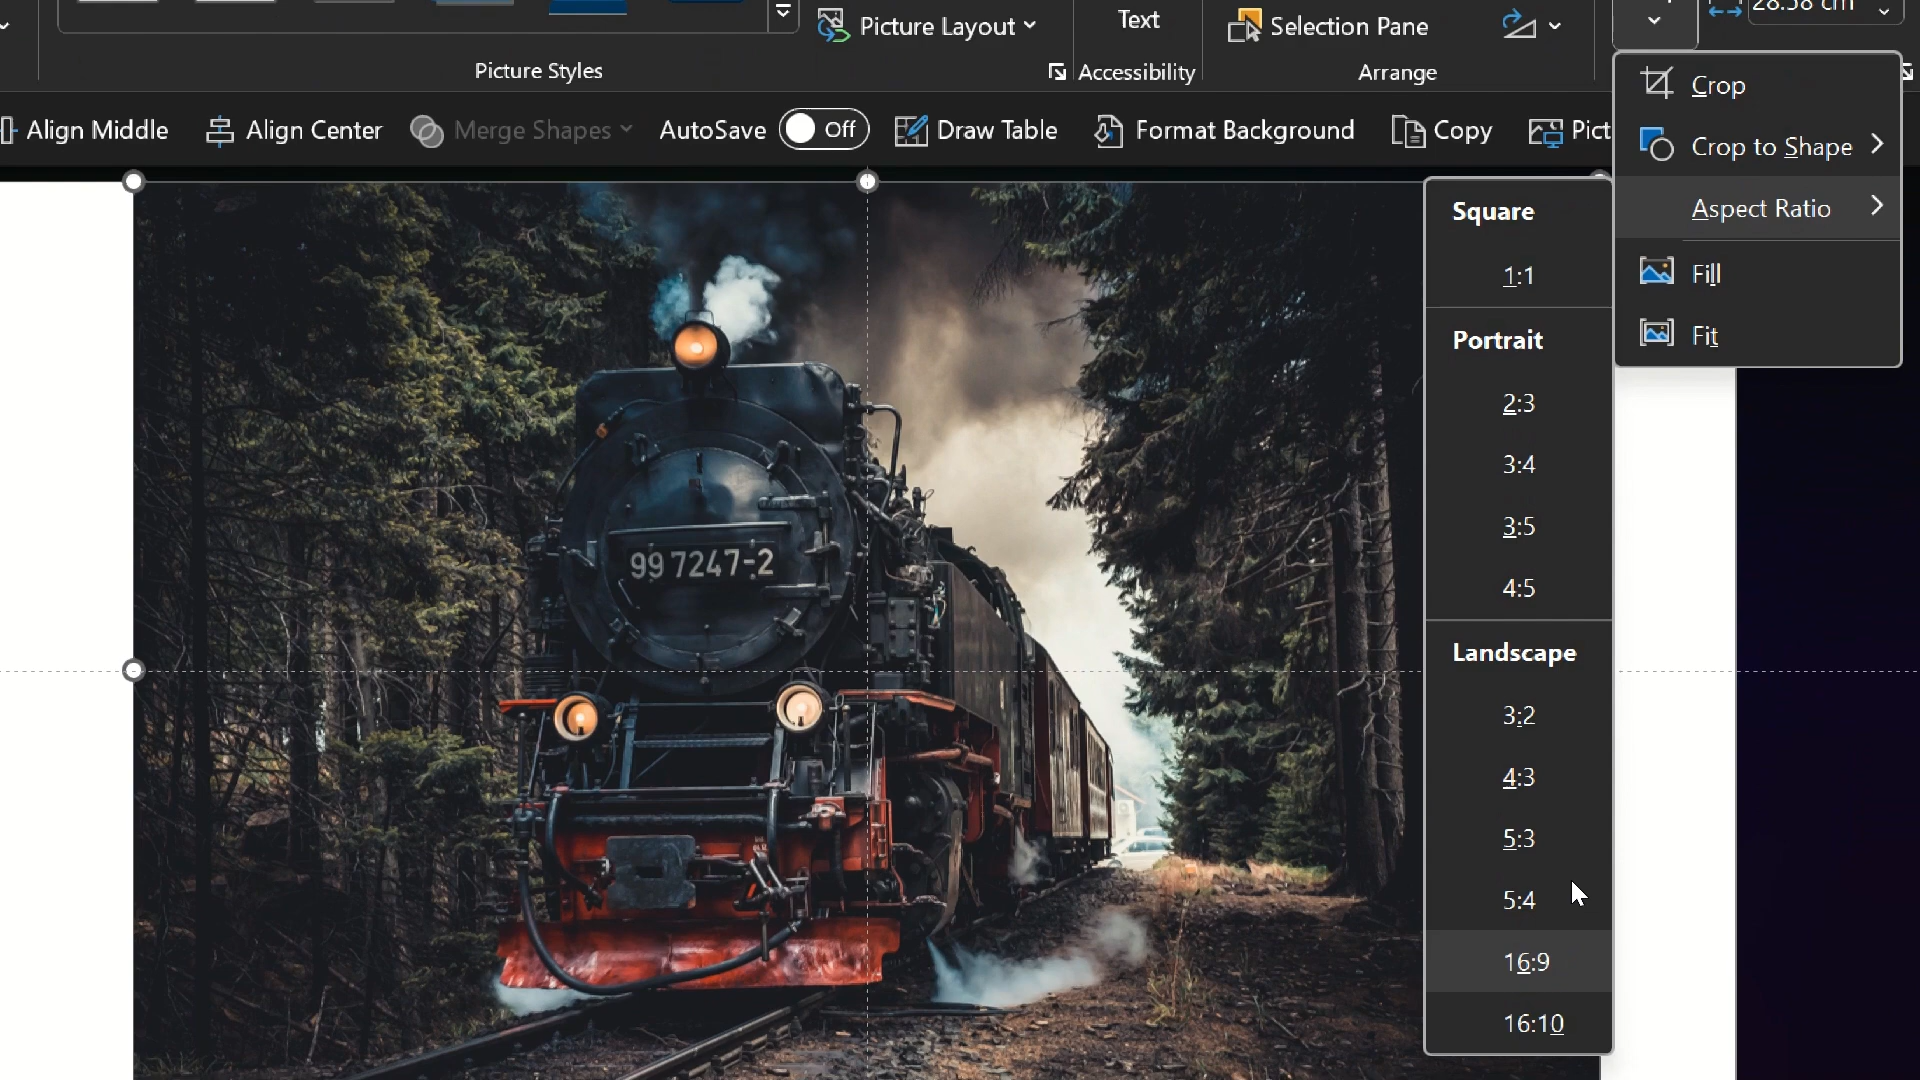 Picture Layout
Text
Selection Pane
28.58 cm
Picture Styles
Accessibility
Arrange
Align Middle
Align Center
Merge Shapes
AutoSave
Off
Draw Table
Format Background
Copy
Pict
Crop
Crop to Shape
Aspect Ratio
Fill
Fit
Square
1:1
Portrait
2:3
3:4
3:5
4:5
Landscape
3:2
4:3
5:3
5:4
16:9
16:10
99 7247-2